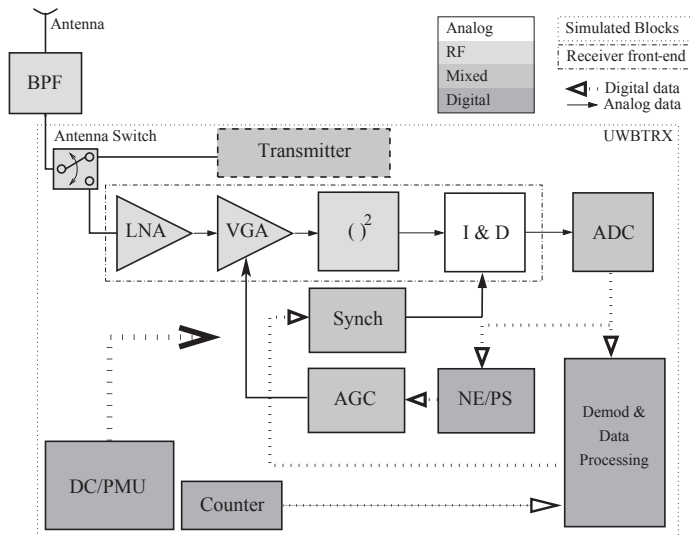 Antenna
BPF
Analog
RF
Mixed
Digital
Simulated Blocks
Receiver front-end
Digital data
Analog data
Antenna Switch
UWBTRX
Transmitter
LNA
VGA
( )²
I & D
ADC
Synch
AGC
NE/PS
Demod &
Data
Processing
DC/PMU
Counter